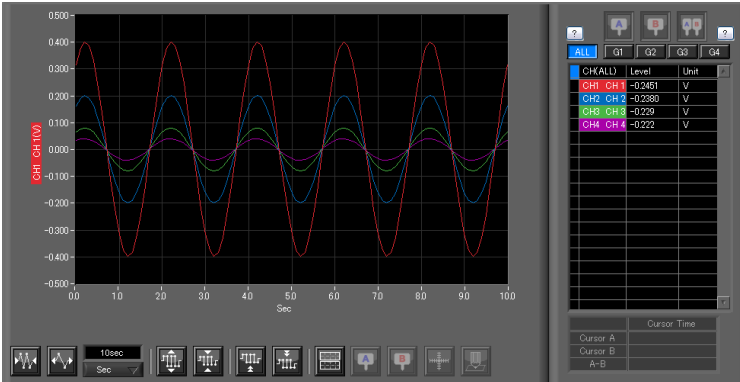 0.500
0.400
0.300
0.200
0.100
0.000
-0.100
-0.200
-0.300
-0.400
-0.500
CH1 CH 1(V)
0.0 1.0 2.0 3.0 4.0 5.0 6.0 7.0 8.0 9.0 10.0
Sec
10sec
Sec
A B
? A B A B ?
ALL G1 G2 G3 G4
CH(ALL) Level Unit
CH1 CH 1 -0.2451 V
CH2 CH 2 -0.2380 V
CH3 CH 3 -0.229 V
CH4 CH 4 -0.222 V
Cursor Time
Cursor A
Cursor B
A-B